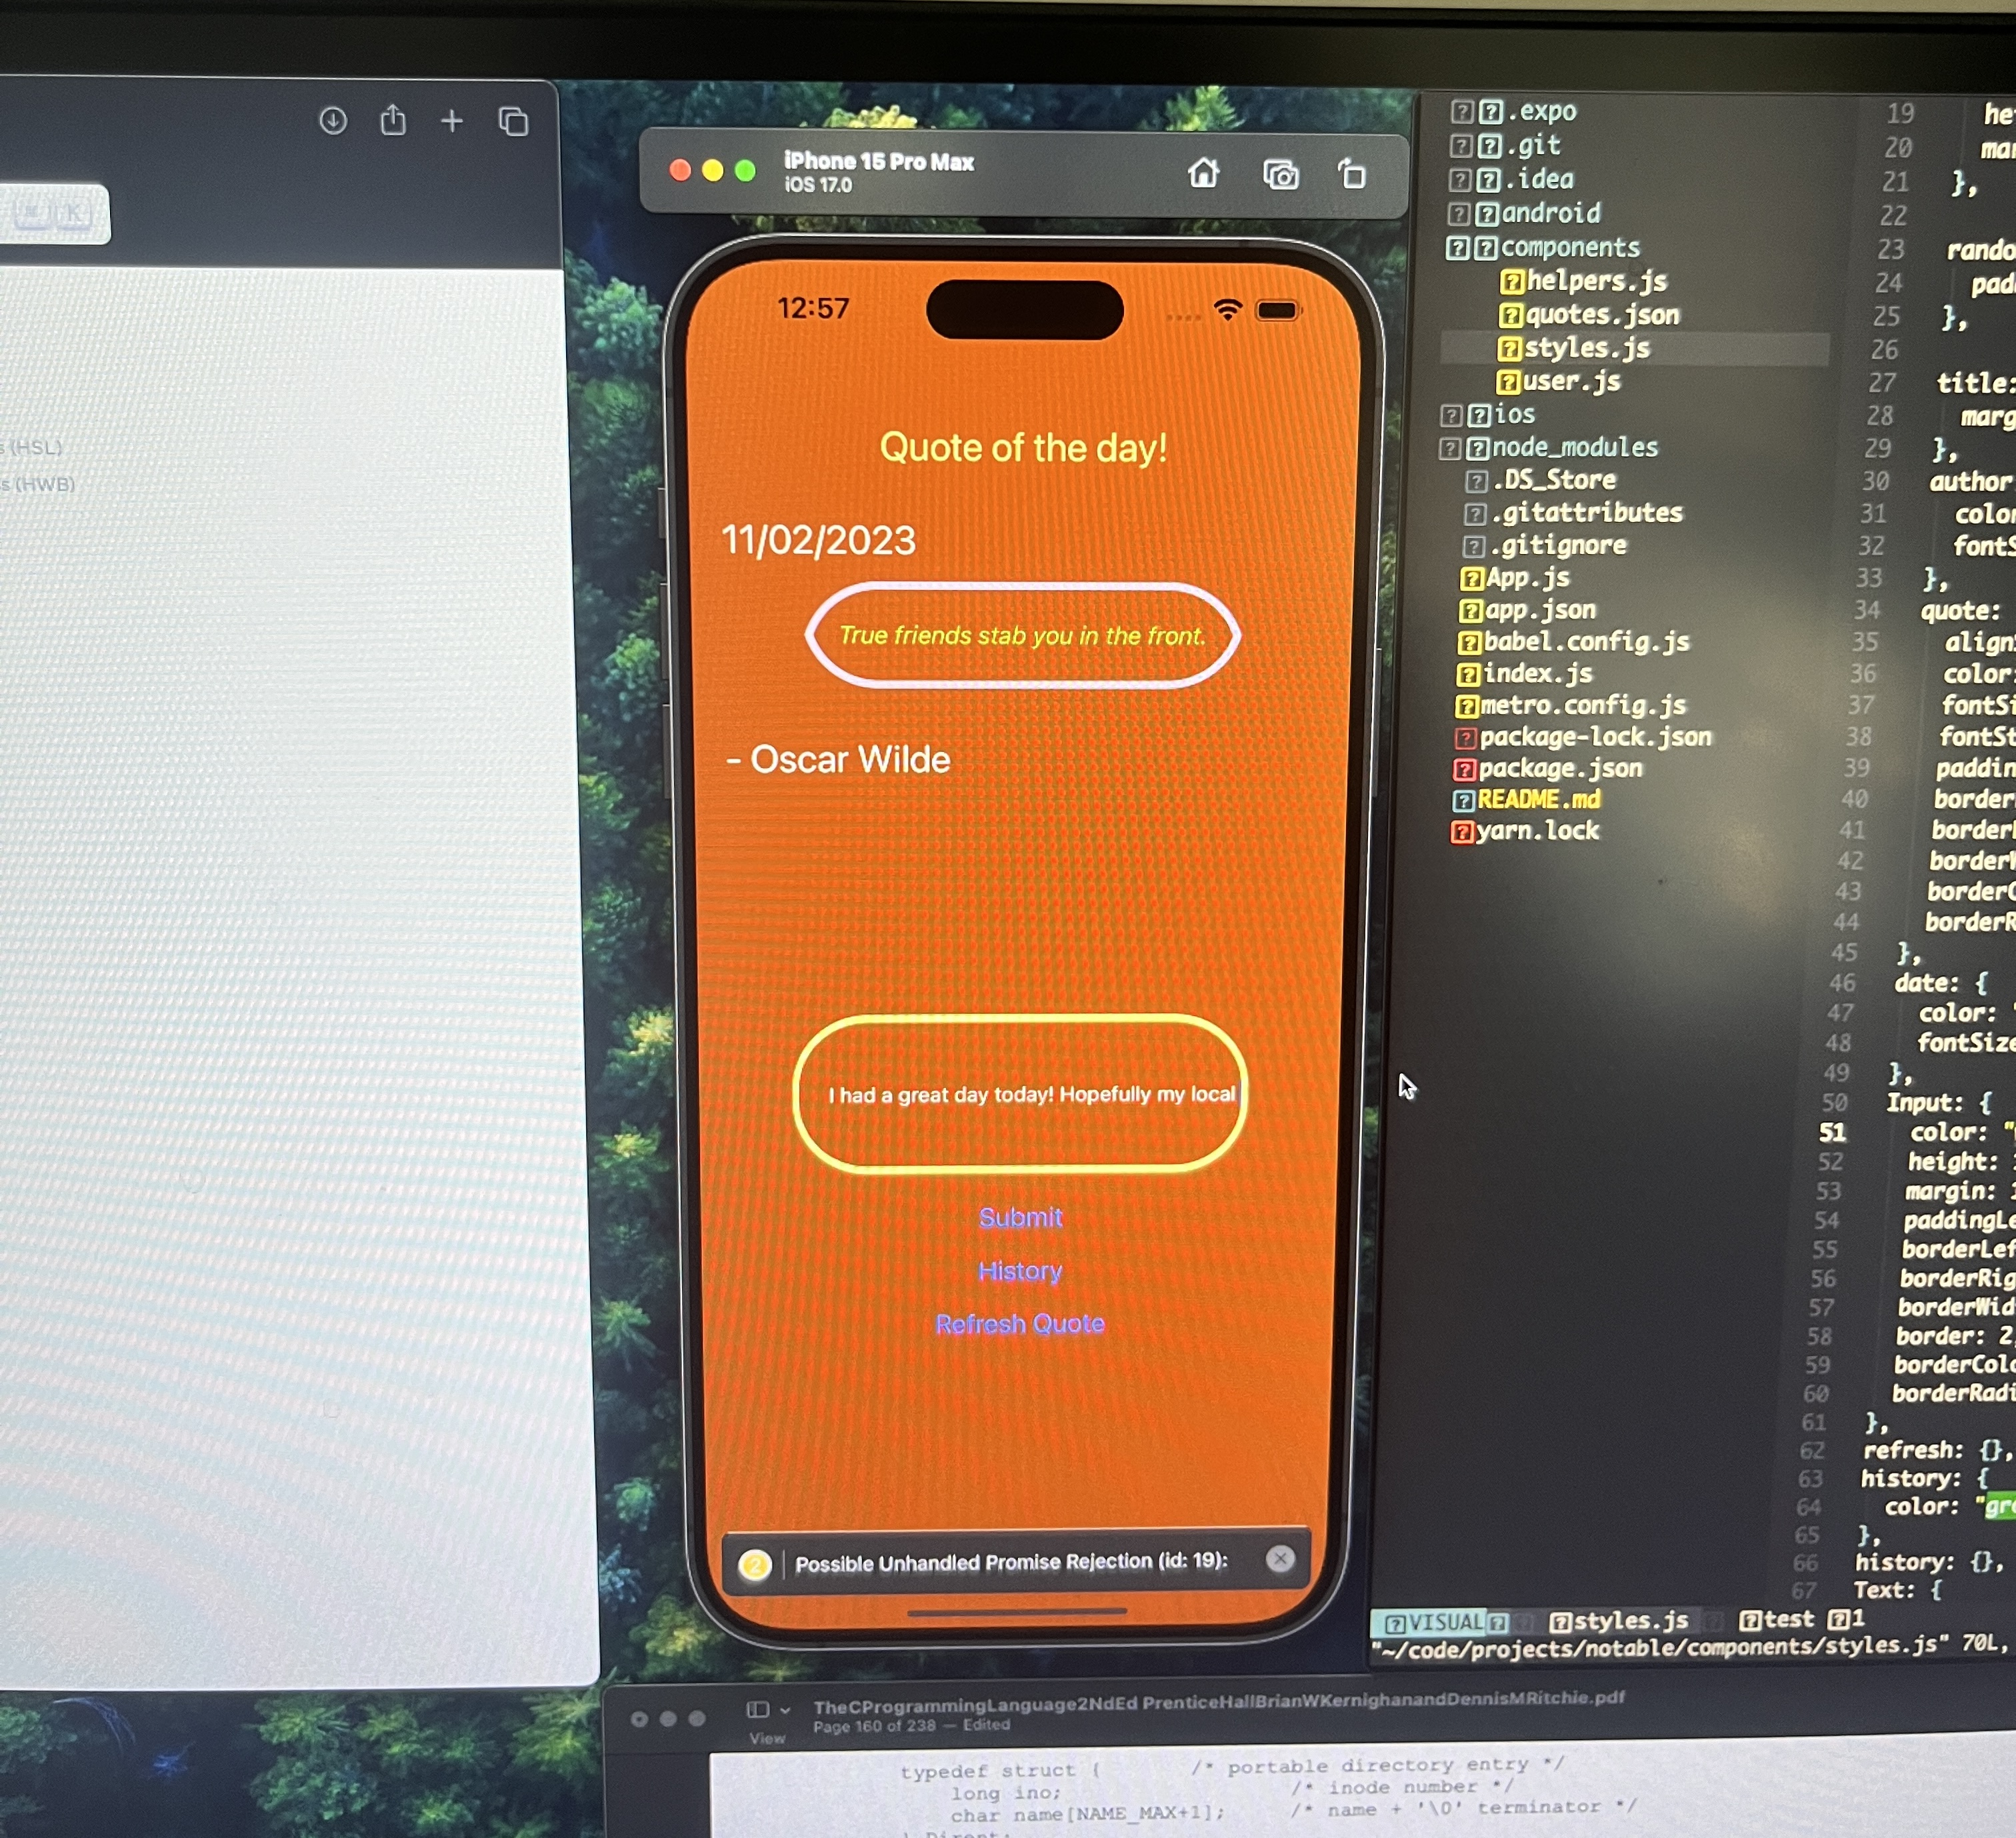 K
s (HSL)
s (HWB)
iPhone 15 Pro Max
iOS 17.0
12:57
Quote of the day!
11/02/2023
True friends stab you in the front.
- Oscar Wilde
I had a great day today! Hopefully my local
Submit
History
Refresh Quote
2 Possible Unhandled Promise Rejection (id: 19):
.expo
.git
.idea
android
components
helpers.js
quotes.json
styles.js
user.js
ios
node_modules
.DS_Store
.gitattributes
.gitignore
App.js
app.json
babel.config.js
index.js
metro.config.js
package-lock.json
package.json
README.md
yarn.lock
19 he
20 mar
21 },
22
23 rando
24 pad
25 },
26
27 title:
28 marg
29 },
30 author
31 color
32 fontS
33 },
34 quote:
35 align
36 color:
37 fontSi
38 fontSt
39 paddin
40 border
41 border
42 border
43 borderC
44 borderR
45 },
46 date: {
47 color: '
48 fontSize
49 },
50 Input: {
51 color: "
52 height:
53 margin: 1
54 paddingLe
55 borderLef
56 borderRig
57 borderWid
58 border: 2
59 borderColo
60 borderRadi
61 },
62 refresh: {},
63 history: {
64 color: "gre
65 },
66 history: {},
67 Text: {
VISUAL styles.js test 1
"~/code/projects/notable/components/styles.js" 70L,
TheCProgrammingLanguage2NdEd PrenticeHallBrianWKernighanandDennisMRitchie.pdf
Page 160 of 238 — Edited
View
typedef struct { /* portable directory entry */
long ino; /* inode number */
char name[NAME_MAX+1]; /* name + '\0' terminator */
} Dirent;